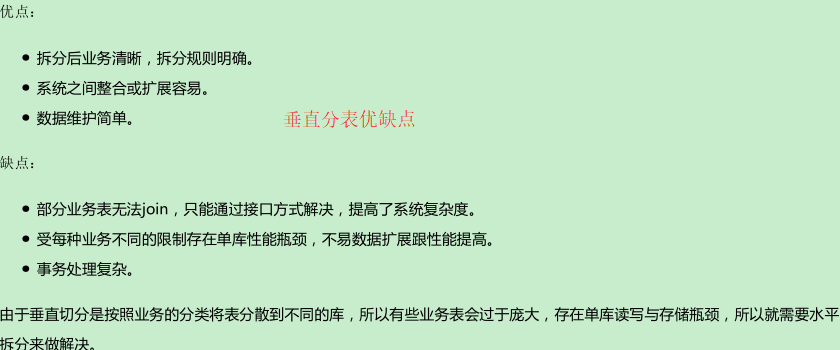 优点：
拆分后业务清晰，拆分规则明确。
系统之间整合或扩展容易。
数据维护简单。
垂直分表优缺点
缺点：
部分业务表无法join，只能通过接口方式解决，提高了系统复杂度。
受每种业务不同的限制存在单库性能瓶颈，不易数据扩展跟性能提高。
事务处理复杂。
由于垂直切分是按照业务的分类将表分散到不同的库，所以有些业务表会过于庞大，存在单库读写与存储瓶颈，所以就需要水平
拆分来做解决。